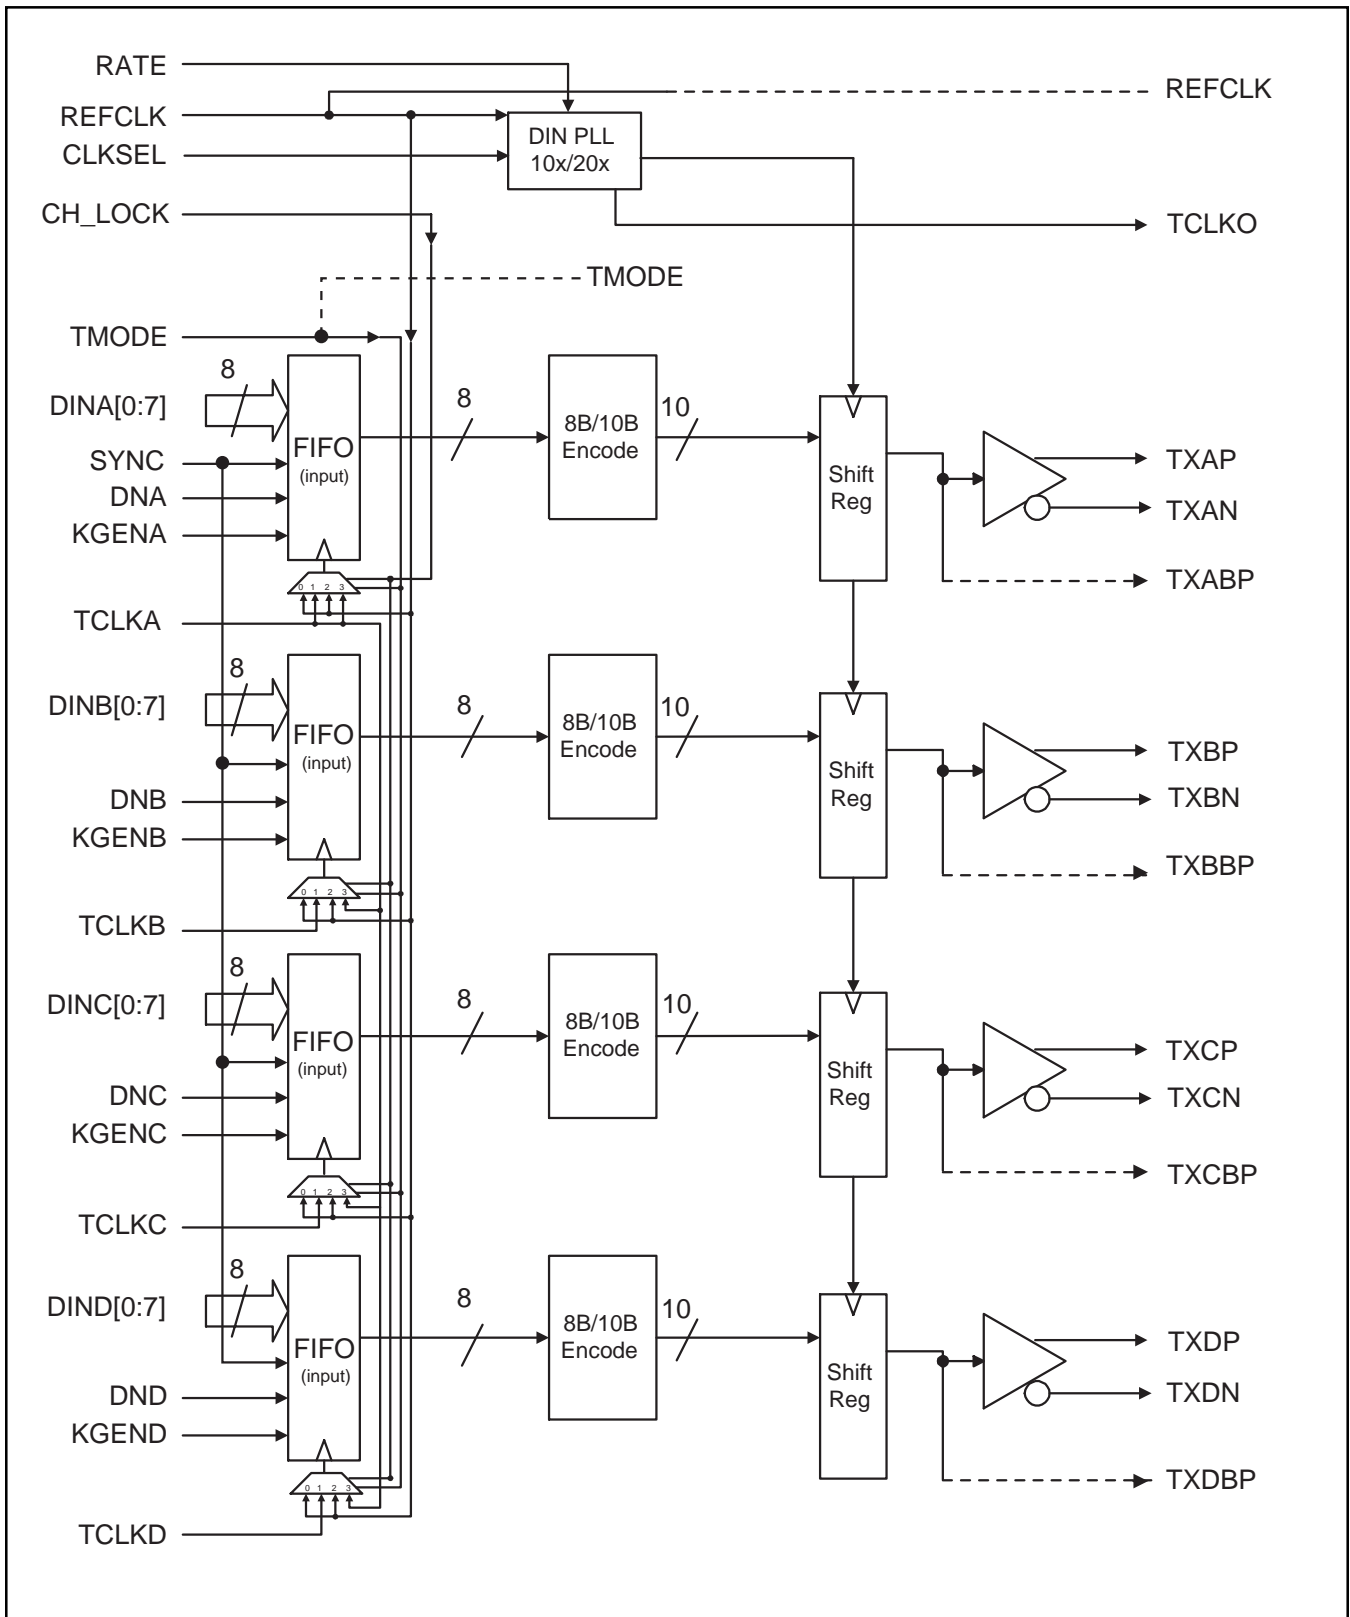 RATE
REFCLK
REFCLK
CLKSEL
DIN PLL
10x/20x
CH_LOCK
TCLKO
TMODE
TMODE
8
DINA[0:7]
SYNC
DNA
KGENA
FIFO
(input)
0 1 2 3
8
8B/10B
Encode
10
Shift
Reg
TXAP
TXAN
TXABP
TCLKA
8
DINB[0:7]
DNB
KGENB
FIFO
(input)
0 1 2 3
8
8B/10B
Encode
10
Shift
Reg
TXBP
TXBN
TXBBP
TCLKB
8
DINC[0:7]
DNC
KGENC
FIFO
(input)
0 1 2 3
8
8B/10B
Encode
10
Shift
Reg
TXCP
TXCN
TXCBP
TCLKC
8
DIND[0:7]
DND
KGEND
FIFO
(input)
0 1 2 3
8
8B/10B
Encode
10
Shift
Reg
TXDP
TXDN
TXDBP
TCLKD